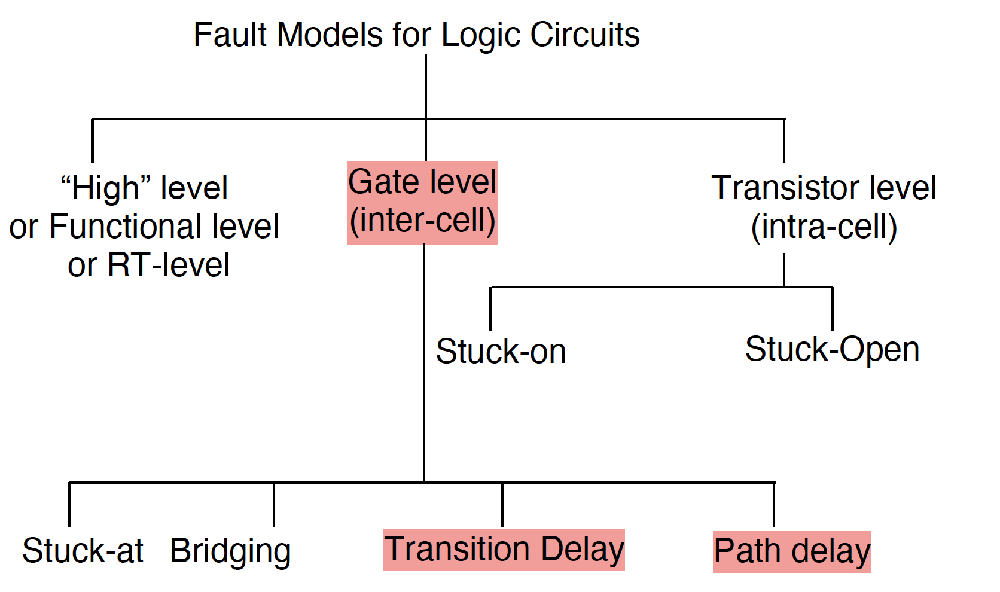 Fault Models for Logic Circuits
“High” level
or Functional level
or RT-level
Gate level
(inter-cell)
Transistor level
(intra-cell)
Stuck-on
Stuck-Open
Stuck-at
Bridging
Transition Delay
Path delay